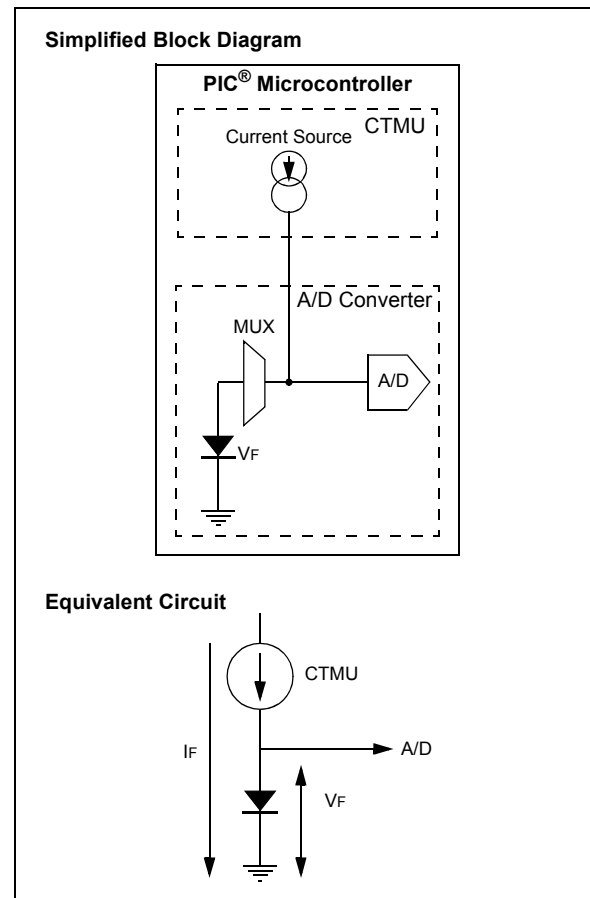 Simplified Block Diagram
PIC® Microcontroller
CTMU
Current Source
A/D Converter
MUX
A/D
VF
Equivalent Circuit
CTMU
A/D
IF
VF